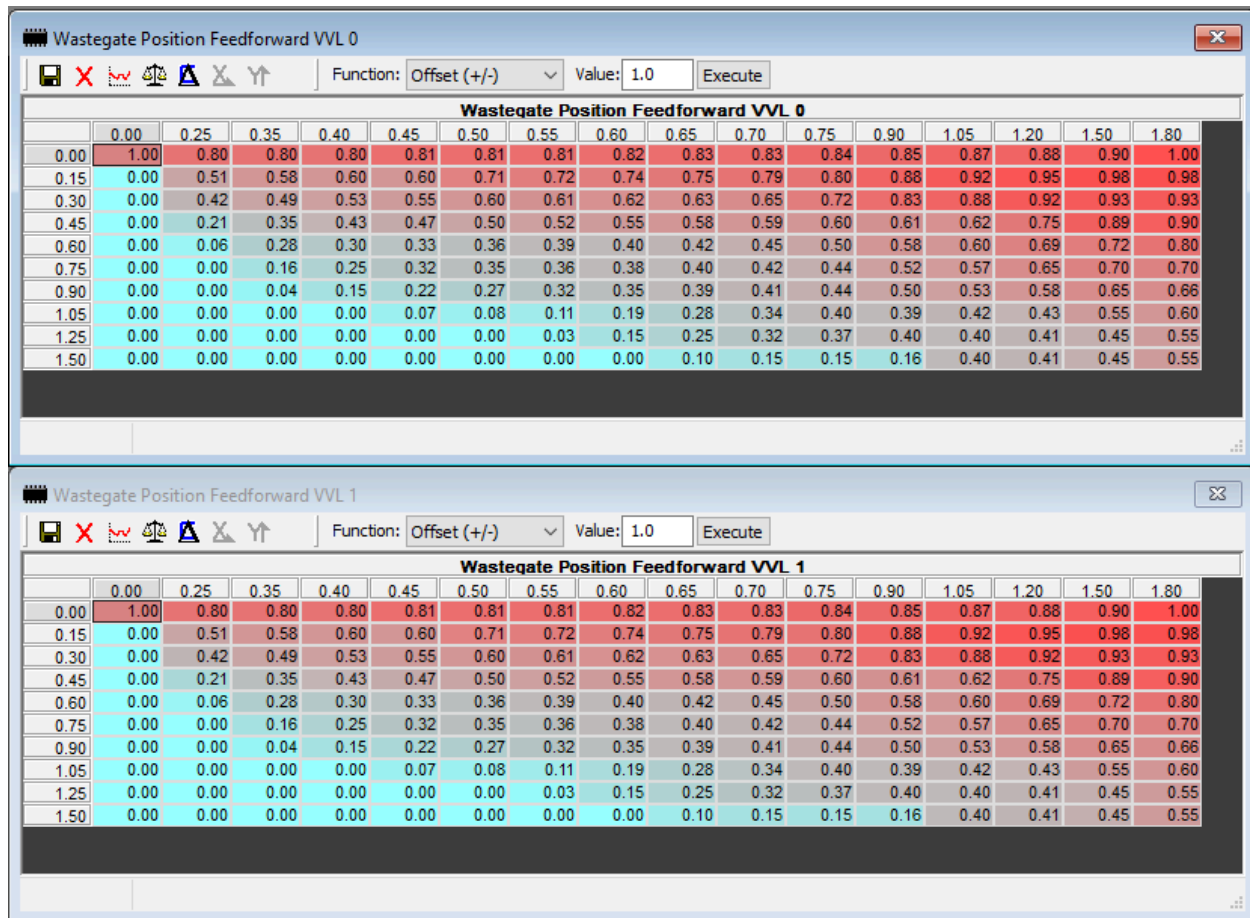 Wastegate Position Feedforward VVL 0
Function: Offset (+/-) Value: 1.0 Execute
Wastegate Position Feedforward VVL 0
0.00 0.25 0.35 0.40 0.45 0.50 0.55 0.60 0.65 0.70 0.75 0.90 1.05 1.20 1.50 1.80
0.00 1.00 0.80 0.80 0.80 0.81 0.81 0.81 0.82 0.83 0.83 0.84 0.85 0.87 0.88 0.90 1.00
0.15 0.00 0.51 0.58 0.60 0.60 0.71 0.72 0.74 0.75 0.79 0.80 0.88 0.92 0.95 0.98 0.98
0.30 0.00 0.42 0.49 0.53 0.55 0.60 0.61 0.62 0.63 0.65 0.72 0.83 0.88 0.92 0.93 0.93
0.45 0.00 0.21 0.35 0.43 0.47 0.50 0.52 0.55 0.58 0.59 0.60 0.61 0.62 0.75 0.89 0.90
0.60 0.00 0.06 0.28 0.30 0.33 0.36 0.39 0.40 0.42 0.45 0.50 0.58 0.60 0.69 0.72 0.80
0.75 0.00 0.00 0.16 0.25 0.32 0.35 0.36 0.38 0.40 0.42 0.44 0.52 0.57 0.65 0.70 0.70
0.90 0.00 0.00 0.04 0.15 0.22 0.27 0.32 0.35 0.39 0.41 0.44 0.50 0.53 0.58 0.65 0.66
1.05 0.00 0.00 0.00 0.00 0.07 0.08 0.11 0.19 0.28 0.34 0.40 0.39 0.42 0.43 0.55 0.60
1.25 0.00 0.00 0.00 0.00 0.00 0.00 0.03 0.15 0.25 0.32 0.37 0.40 0.40 0.41 0.45 0.55
1.50 0.00 0.00 0.00 0.00 0.00 0.00 0.00 0.00 0.10 0.15 0.15 0.16 0.40 0.41 0.45 0.55
Wastegate Position Feedforward VVL 1
Function: Offset (+/-) Value: 1.0 Execute
Wastegate Position Feedforward VVL 1
0.00 0.25 0.35 0.40 0.45 0.50 0.55 0.60 0.65 0.70 0.75 0.90 1.05 1.20 1.50 1.80
0.00 1.00 0.80 0.80 0.80 0.81 0.81 0.81 0.82 0.83 0.83 0.84 0.85 0.87 0.88 0.90 1.00
0.15 0.00 0.51 0.58 0.60 0.60 0.71 0.72 0.74 0.75 0.79 0.80 0.88 0.92 0.95 0.98 0.98
0.30 0.00 0.42 0.49 0.53 0.55 0.60 0.61 0.62 0.63 0.65 0.72 0.83 0.88 0.92 0.93 0.93
0.45 0.00 0.21 0.35 0.43 0.47 0.50 0.52 0.55 0.58 0.59 0.60 0.61 0.62 0.75 0.89 0.90
0.60 0.00 0.06 0.28 0.30 0.33 0.36 0.39 0.40 0.42 0.45 0.50 0.58 0.60 0.69 0.72 0.80
0.75 0.00 0.00 0.16 0.25 0.32 0.35 0.36 0.38 0.40 0.42 0.44 0.52 0.57 0.65 0.70 0.70
0.90 0.00 0.00 0.04 0.15 0.22 0.27 0.32 0.35 0.39 0.41 0.44 0.50 0.53 0.58 0.65 0.66
1.05 0.00 0.00 0.00 0.00 0.07 0.08 0.11 0.19 0.28 0.34 0.40 0.39 0.42 0.43 0.55 0.60
1.25 0.00 0.00 0.00 0.00 0.00 0.00 0.03 0.15 0.25 0.32 0.37 0.40 0.40 0.41 0.45 0.55
1.50 0.00 0.00 0.00 0.00 0.00 0.00 0.00 0.00 0.10 0.15 0.15 0.16 0.40 0.41 0.45 0.55